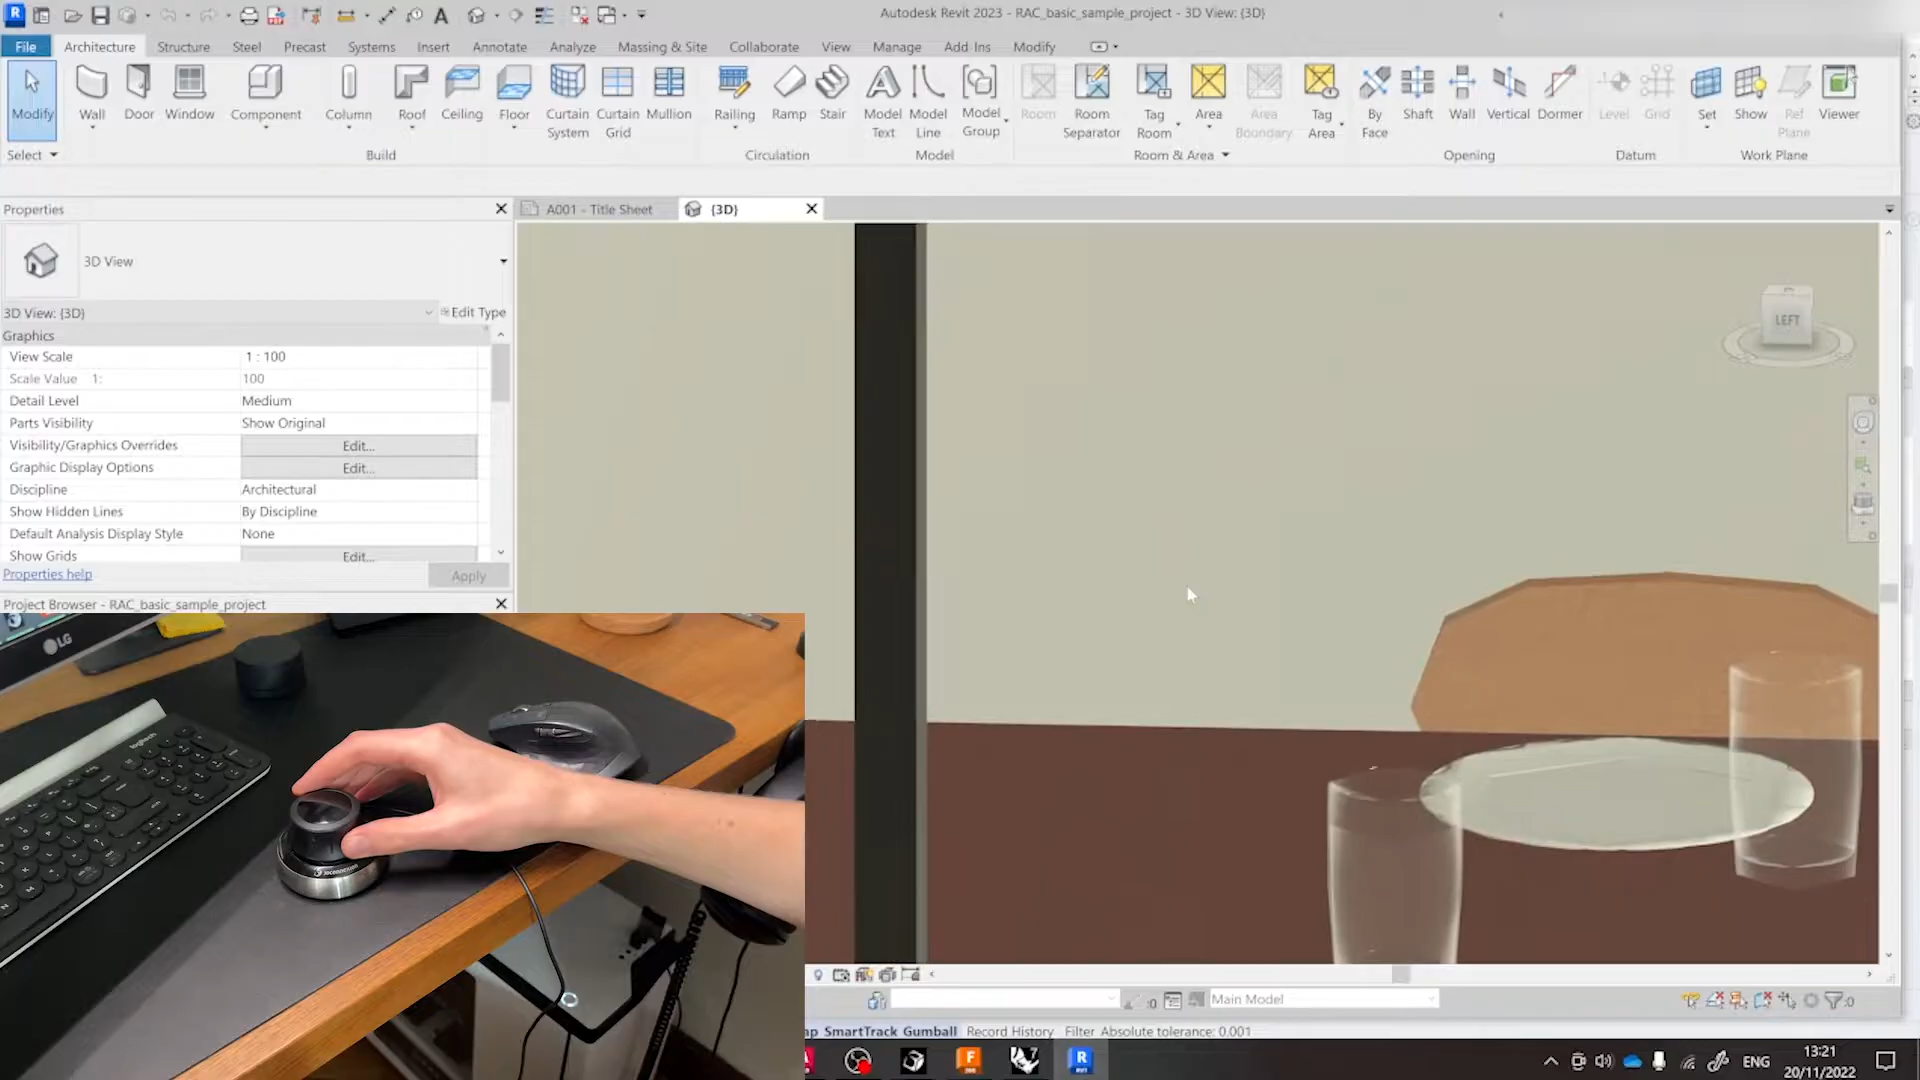 Autodesk Revit 2023 - RAC_basic_sample_project - 3D View: {3D}
File Architecture Structure Steel Precast Systems Insert Annotate Analyze Massing & Site Collaborate View Manage Add-Ins Modify
Modify Wall Door Window Component Column Roof Ceiling Floor Curtain System Curtain Grid Mullion Railing Ramp Stair Model Text Model Line Model Group Room Room Separator Tag Room Area Area Boundary Tag Area By Face Shaft Wall Vertical Dormer Level Grid Set Show Ref Plane Viewer
Select Build Circulation Model Room & Area Opening Datum Work Plane
Properties
A001 - Title Sheet
{3D}
3D View
3D View: {3D} Edit Type
Graphics
View Scale 1 : 100
Scale Value 1: 100
Detail Level Medium
Parts Visibility Show Original
Visibility/Graphics Overrides Edit...
Graphic Display Options Edit...
Discipline Architectural
Show Hidden Lines By Discipline
Default Analysis Display Style None
Show Grids Edit...
Properties help Apply
Project Browser - RAC_basic_sample_project
LEFT
LG
logitech
3Dconnexion
:0 Main Model :0
ap SmartTrack Gumball Record History Filter Absolute tolerance: 0.001
ENG
13:21
20/11/2022